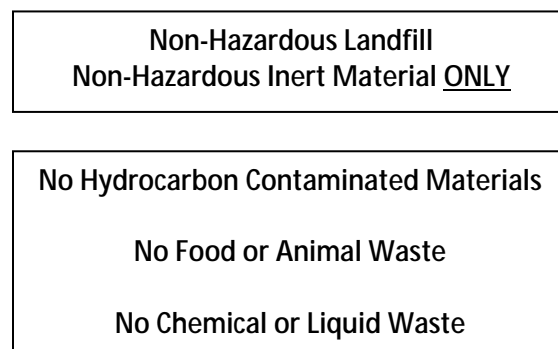 Non-Hazardous Landfill
Non-Hazardous Inert Material ONLY
No Hydrocarbon Contaminated Materials
No Food or Animal Waste
No Chemical or Liquid Waste